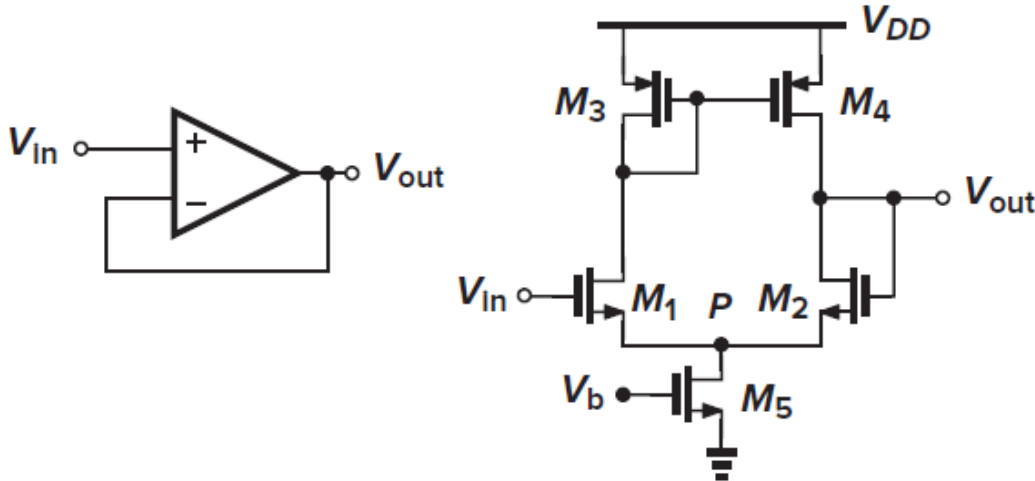 V_DD
M_3
M_4
V_in
+
−
V_out
V_out
V_in
M_1
P
M_2
V_b
M_5